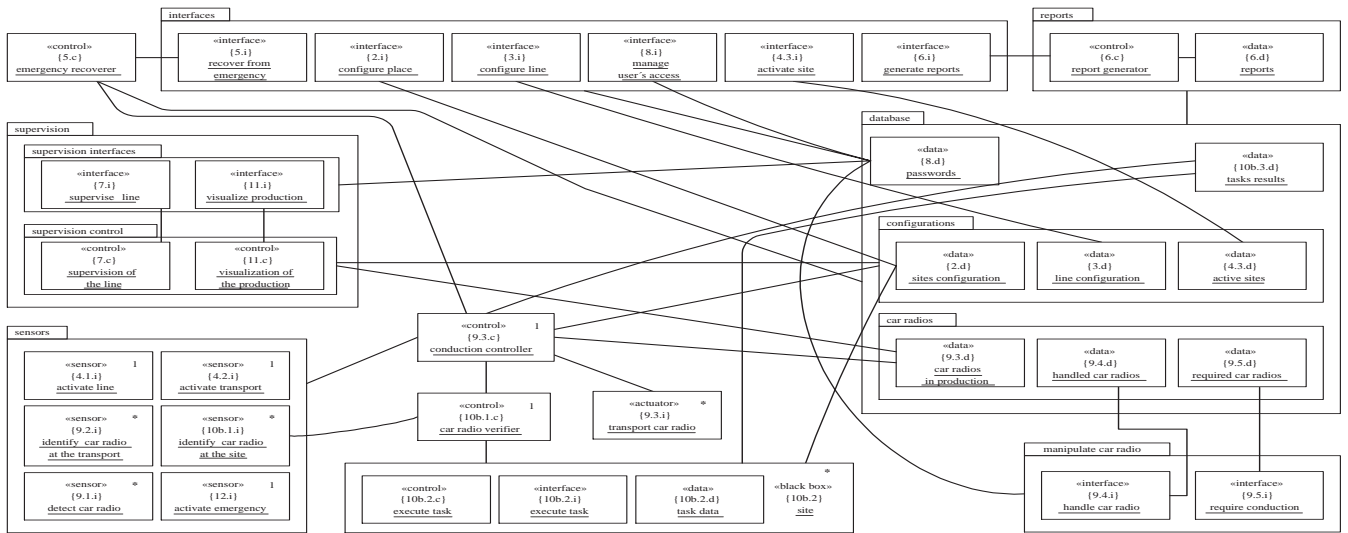 interfaces
reports
«control»
{5.c}
emergency recoverer
«interface»
{5.i}
recover from
emergency
«interface»
{2.i}
configure place
«interface»
{3.i}
configure line
«interface»
{8.i}
manage
user´s access
«interface»
{4.3.i}
activate site
«interface»
{6.i}
generate reports
«control»
{6.c}
report generator
«data»
{6.d}
reports
supervision
supervision interfaces
«interface»
{7.i}
supervise line
«interface»
{11.i}
visualize production
supervision control
«control»
{7.c}
supervision of
the line
«control»
{11.c}
visualization of
the production
database
«data»
{8.d}
passwords
«data»
{10b.3.d}
tasks results
configurations
«data»
{2.d}
sites configuration
«data»
{3.d}
line configuration
«data»
{4.3.d}
active sites
car radios
«data»
{9.3.d}
car radios
in production
«data»
{9.4.d}
handled car radios
«data»
{9.5.d}
required car radios
sensors
«sensor» 1
{4.1.i}
activate line
«sensor» 1
{4.2.i}
activate transport
«sensor» *
{9.2.i}
identify car radio
at the transport
«sensor» *
{10b.1.i}
identify car radio
at the site
«sensor» *
{9.1.i}
detect car radio
«sensor» 1
{12.i}
activate emergency
«control» 1
{9.3.c}
conduction controller
«control» 1
{10b.1.c}
car radio verifier
«actuator» *
{9.3.i}
transport car radio
«control»
{10b.2.c}
execute task
«interface»
{10b.2.i}
execute task
«data»
{10b.2.d}
task data
*
«black box»
{10b.2}
site
manipulate car radio
«interface»
{9.4.i}
handle car radio
«interface»
{9.5.i}
require conduction